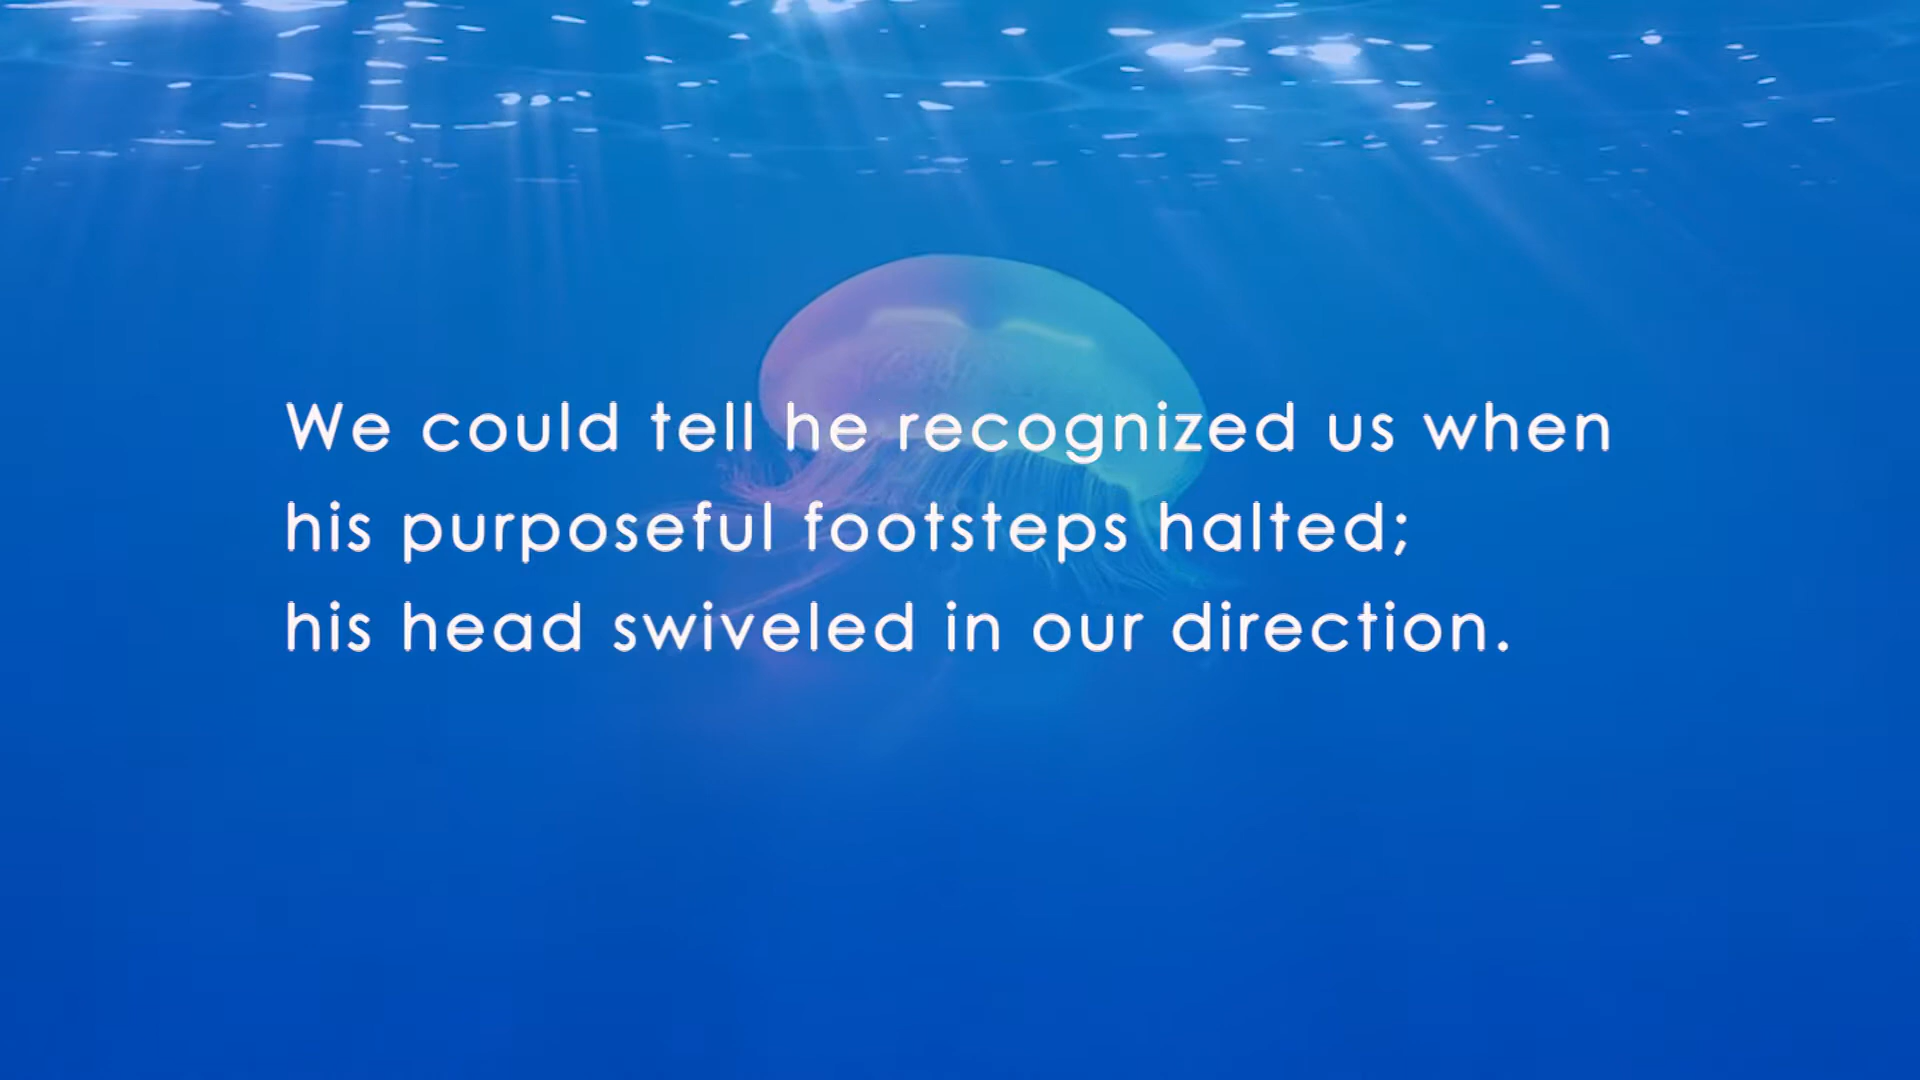 We could tell he recognized us when
his purposeful footsteps halted;
his head swiveled in our direction.